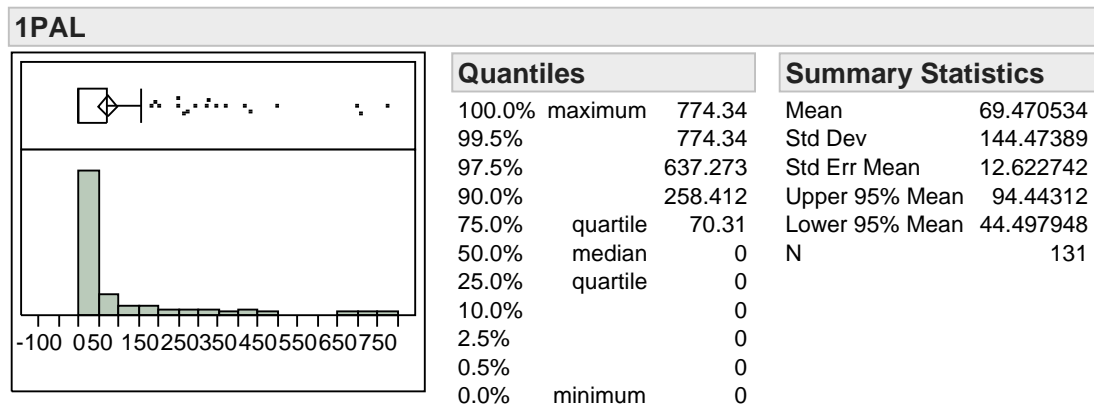 1PAL
-100 050 150250350450550650750
Quantiles
100.0% maximum 774.34
99.5% 774.34
97.5% 637.273
90.0% 258.412
75.0% quartile 70.31
50.0% median 0
25.0% quartile 0
10.0% 0
2.5% 0
0.5% 0
0.0% minimum 0
Summary Statistics
Mean 69.470534
Std Dev 144.47389
Std Err Mean 12.622742
Upper 95% Mean 94.44312
Lower 95% Mean 44.497948
N 131